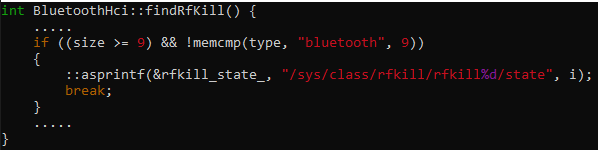 int BluetoothHci::findRfKill() {
    .....
    if ((size >= 9) && !memcmp(type, "bluetooth", 9))
    {
        ::asprintf(&rfkill_state_, "/sys/class/rfkill/rfkill%d/state", i);
        break;
    }
    .....
}